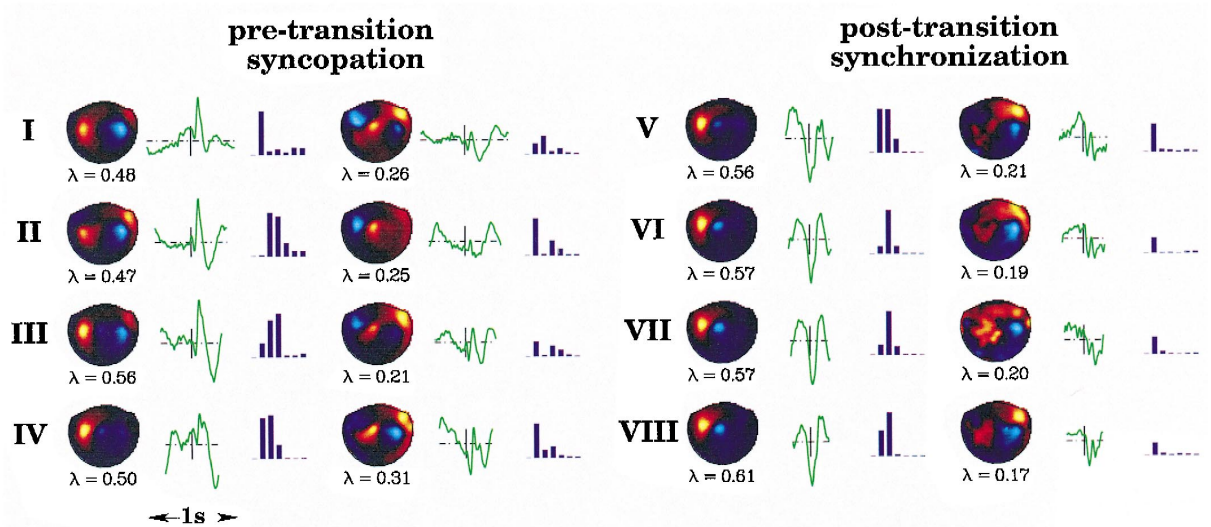 pre-transition
syncopation
post-transition
synchronization
I
λ = 0.48
λ = 0.26
V
λ = 0.56
λ = 0.21
II
λ = 0.47
λ = 0.25
VI
λ = 0.57
λ = 0.19
III
λ = 0.56
λ = 0.21
VII
λ = 0.57
λ = 0.20
IV
λ = 0.50
λ = 0.31
VIII
λ = 0.61
λ = 0.17
1s